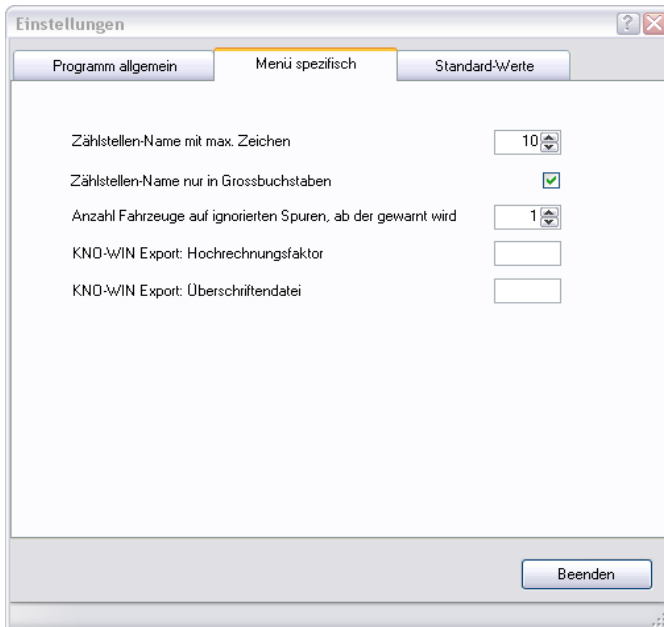 Einstellungen
Programm allgemein
Menü spezifisch
Standard-Werte
Zählstellen-Name mit max. Zeichen 10
Zählstellen-Name nur in Grossbuchstaben
Anzahl Fahrzeuge auf ignorierten Spuren, ab der gewarnt wird 1
KNO-WIN Export: Hochrechnungsfaktor
KNO-WIN Export: Überschriftendatei
Beenden